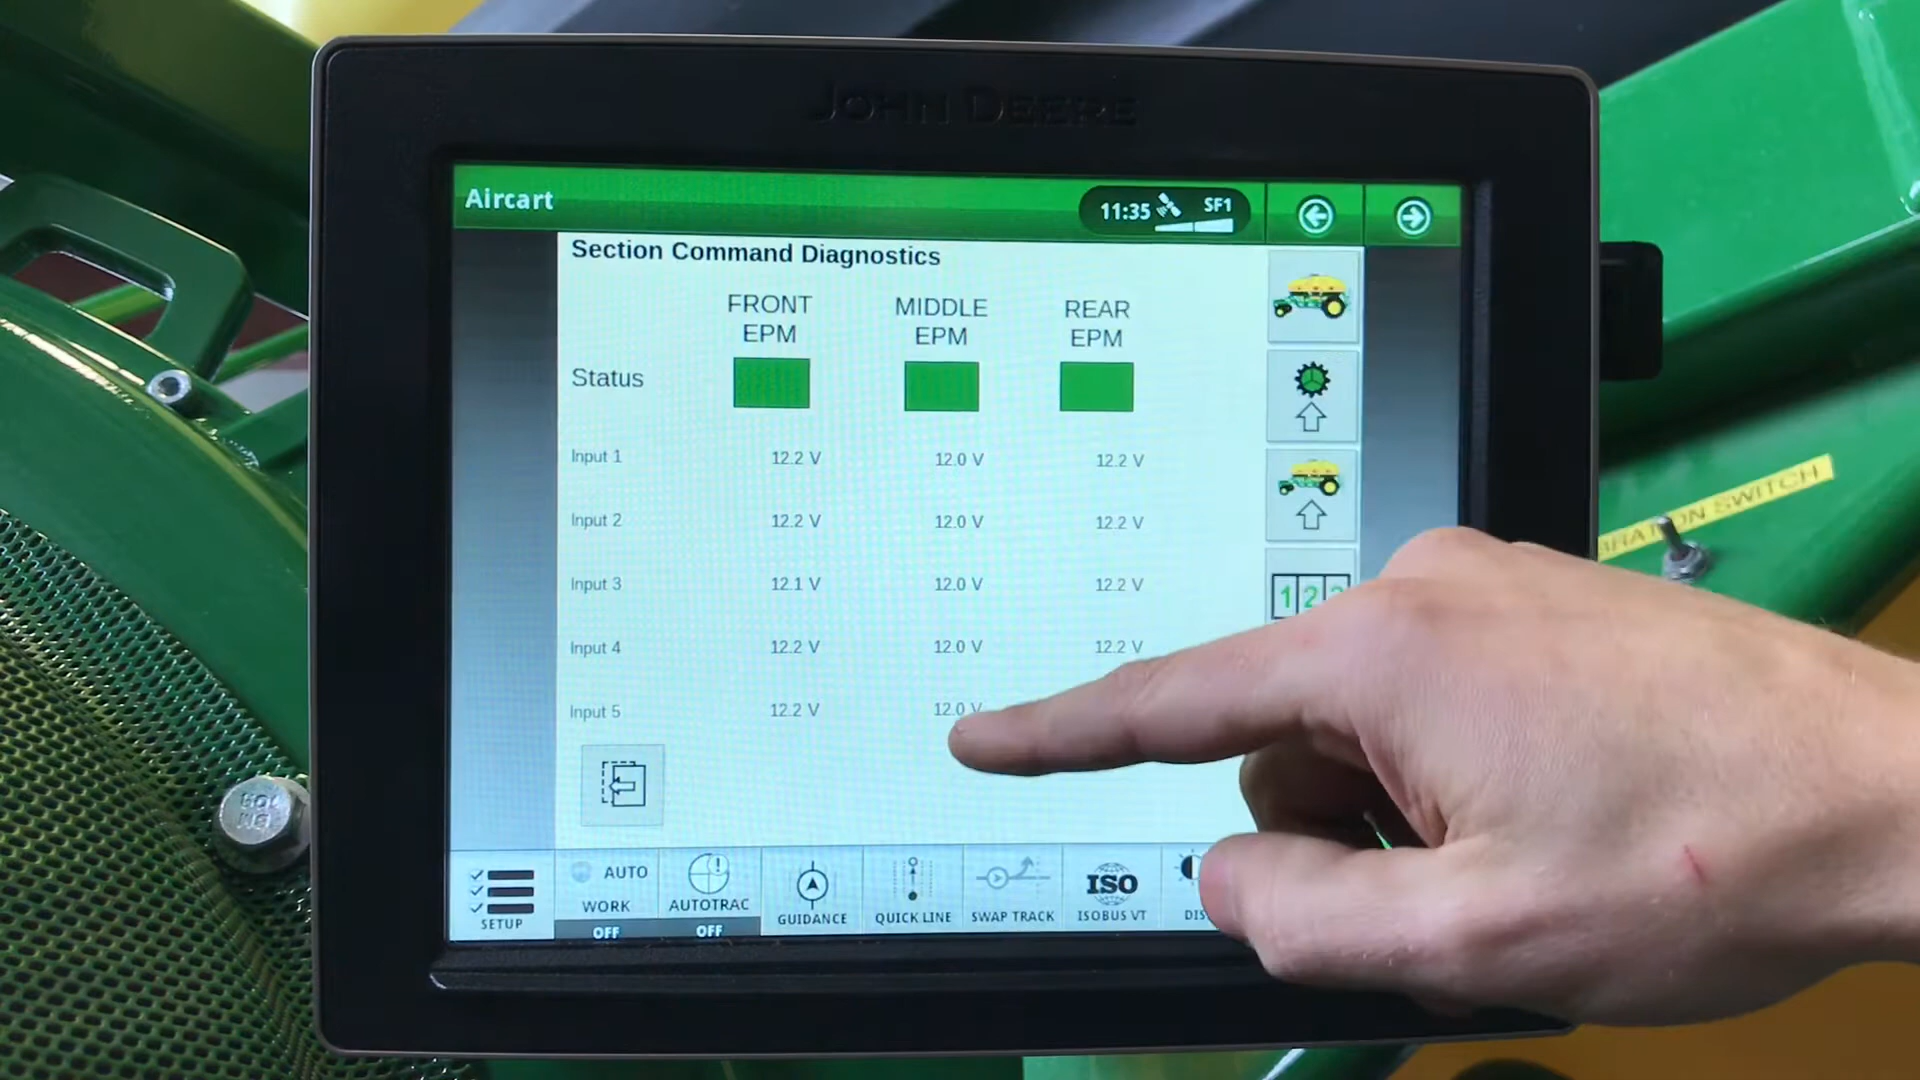 JOHN DEERE
Aircart
11:35 SF1
Section Command Diagnostics
FRONT EPM
MIDDLE EPM
REAR EPM
Status
Input 1 12.2 V 12.0 V 12.2 V
Input 2 12.2 V 12.0 V 12.2 V
Input 3 12.1 V 12.0 V 12.2 V
1 2
Input 4 12.2 V 12.0 V 12.2 V
Input 5 12.2 V 12.0 V
SETUP
AUTO
WORK
OFF
AUTOTRAC
OFF
GUIDANCE
QUICK LINE
SWAP TRACK
ISO
ISOBUS VT
SWITCH